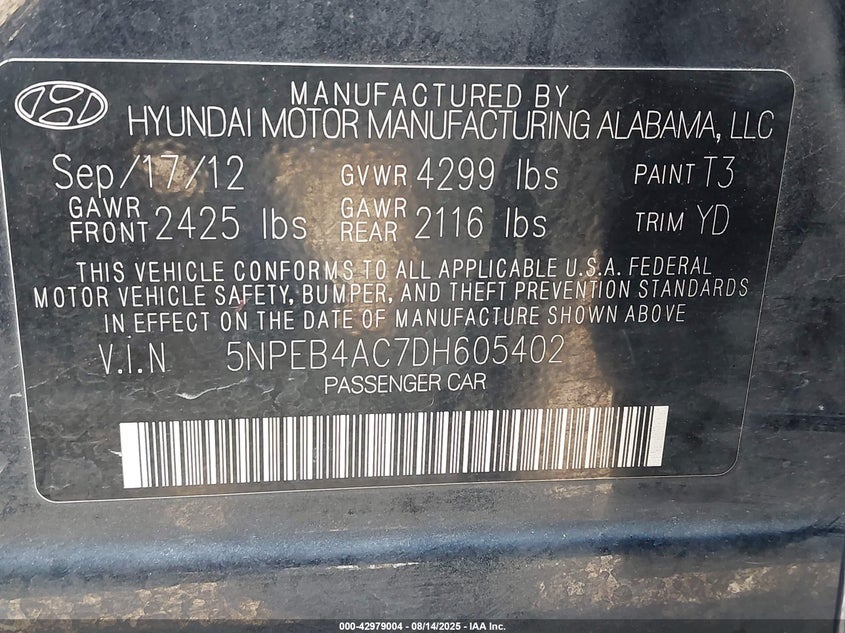 MANUFACTURED BY
HYUNDAI MOTOR MANUFACTURING ALABAMA, LLC
Sep/17/12 GVWR 4299 lbs PAINT T3
GAWR FRONT 2425 lbs GAWR REAR 2116 lbs TRIM YD
THIS VEHICLE CONFORMS TO ALL APPLICABLE U.S.A. FEDERAL
MOTOR VEHICLE SAFETY, BUMPER, AND THEFT PREVENTION STANDARDS
IN EFFECT ON THE DATE OF MANUFACTURE SHOWN ABOVE.
V.I.N 5NPEB4AC7DH605402
PASSENGER CAR
000-42979004 - 08/14/2025 - IAA Inc.